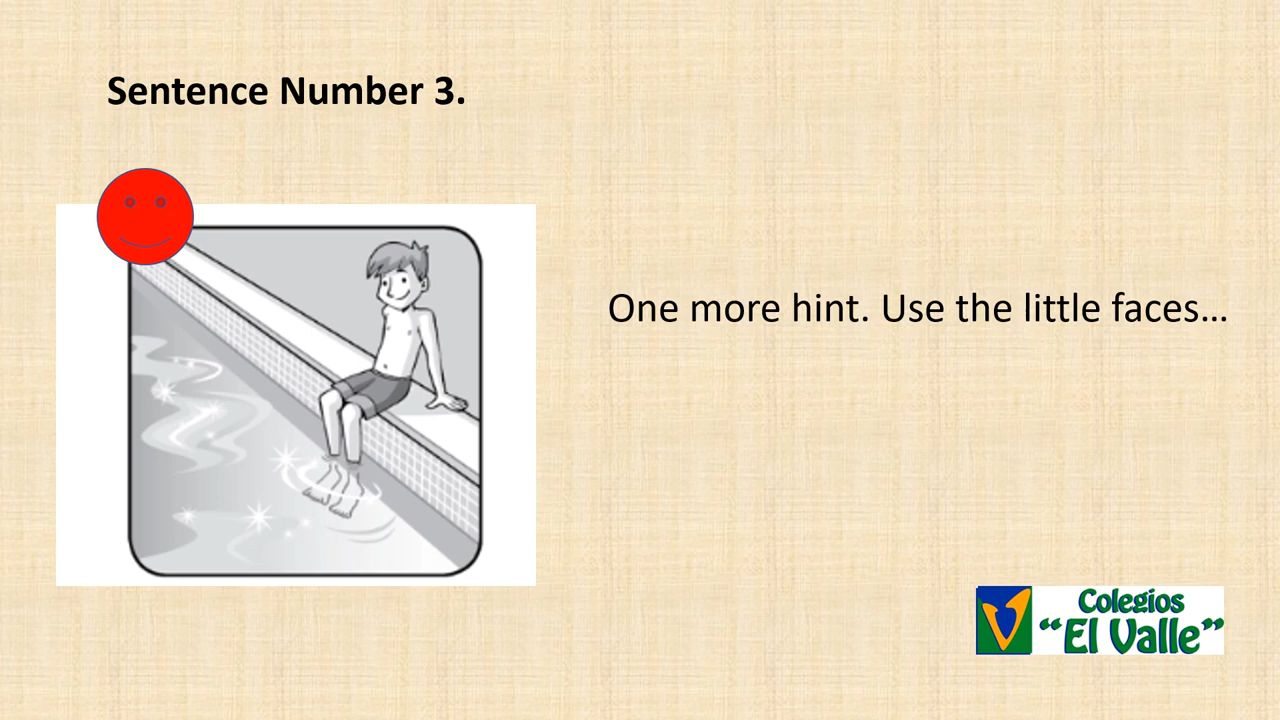 Sentence Number 3.
One more hint. Use the little faces…
Colegios
“El Valle”